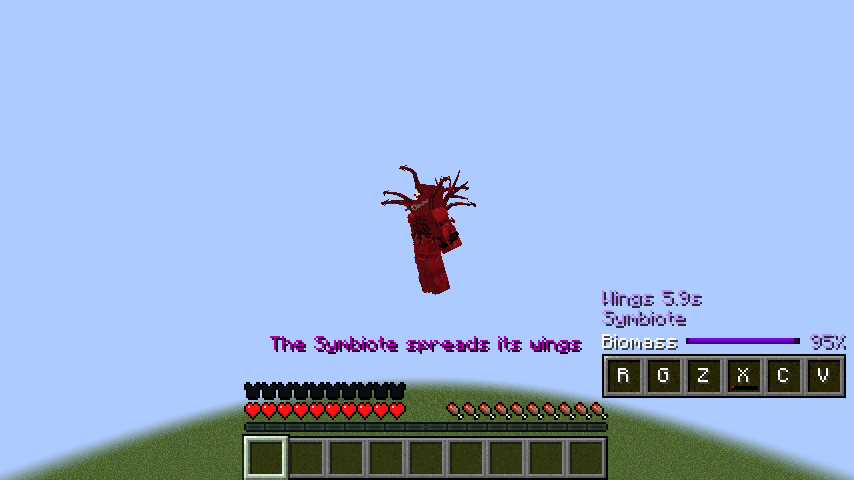 Wings 5.9s
Symbiote
The Symbiote spreads its wings
Biomass 95%
R G Z X C V